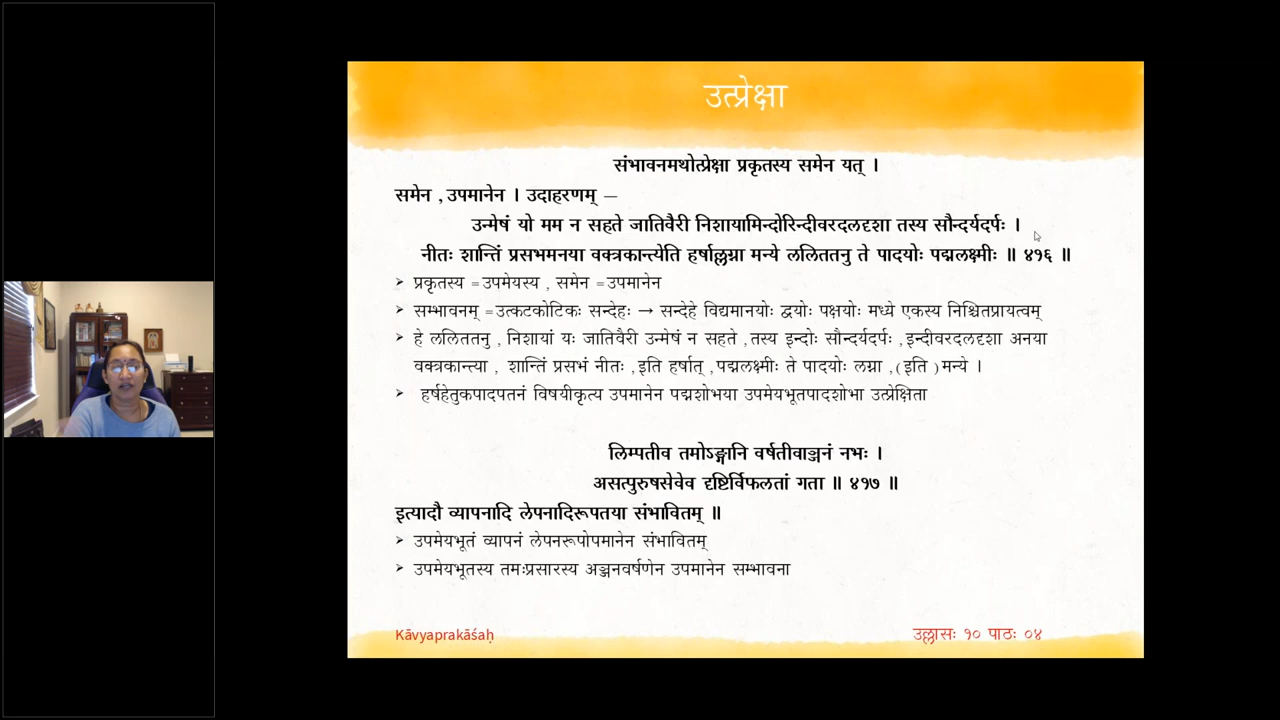 उत्प्रेक्षा
संभावनमथोत्प्रेक्षा प्रकृतस्य समेन यत् ।
समेन , उपमानेन । उदाहरणम् —
उन्मेषं यो मम न सहते जातिवैरी निशायामिन्दोरिन्दीवरदलदृशा तस्य सौन्दर्यदर्पः ।
नीतः शान्तिं प्रसभमनया वक्त्रकान्त्येति हर्षाल्लग्ना मन्ये ललिततनु ते पादयोः पद्मलक्ष्मीः ॥ ४१६ ॥
➢ प्रकृतस्य = उपमेयस्य , समेन = उपमानेन
➢ सम्भावनम् = उत्कटकोटिकः सन्देहः → सन्देहे विद्यमानयोः द्वयोः पक्षयोः मध्ये एकस्य निश्चितप्रायत्वम्
➢ हे ललिततनु , निशायां यः जातिवैरी उन्मेषं न सहते , तस्य इन्दोः सौन्दर्यदर्पः , इन्दीवरदलदृशा अनया
वक्त्रकान्त्या , शान्तिं प्रसभं नीतः , इति हर्षात् , पद्मलक्ष्मीः ते पादयोः लग्ना , ( इति ) मन्ये ।
➢ हर्षहेतुकपादपतनं विषयीकृत्य उपमानेन पद्मशोभया उपमेयभूतपादशोभा उत्प्रेक्षिता
लिम्पतीव तमोऽङ्गानि वर्षतीवाञ्जनं नभः ।
असत्पुरुषसेवेव दृष्टिर्विफलतां गता ॥ ४१७ ॥
इत्यादौ व्यापनादि लेपनादिरूपतया संभावितम् ॥
➢ उपमेयभूतं व्यापनं लेपनरूपोपमानेन संभावितम्
➢ उपमेयभूतस्य तमःप्रसारस्य अञ्जनवर्षणेन उपमानेन सम्भावना
Kāvyaprakāśaḥ उल्लासः १० पाठः ०४